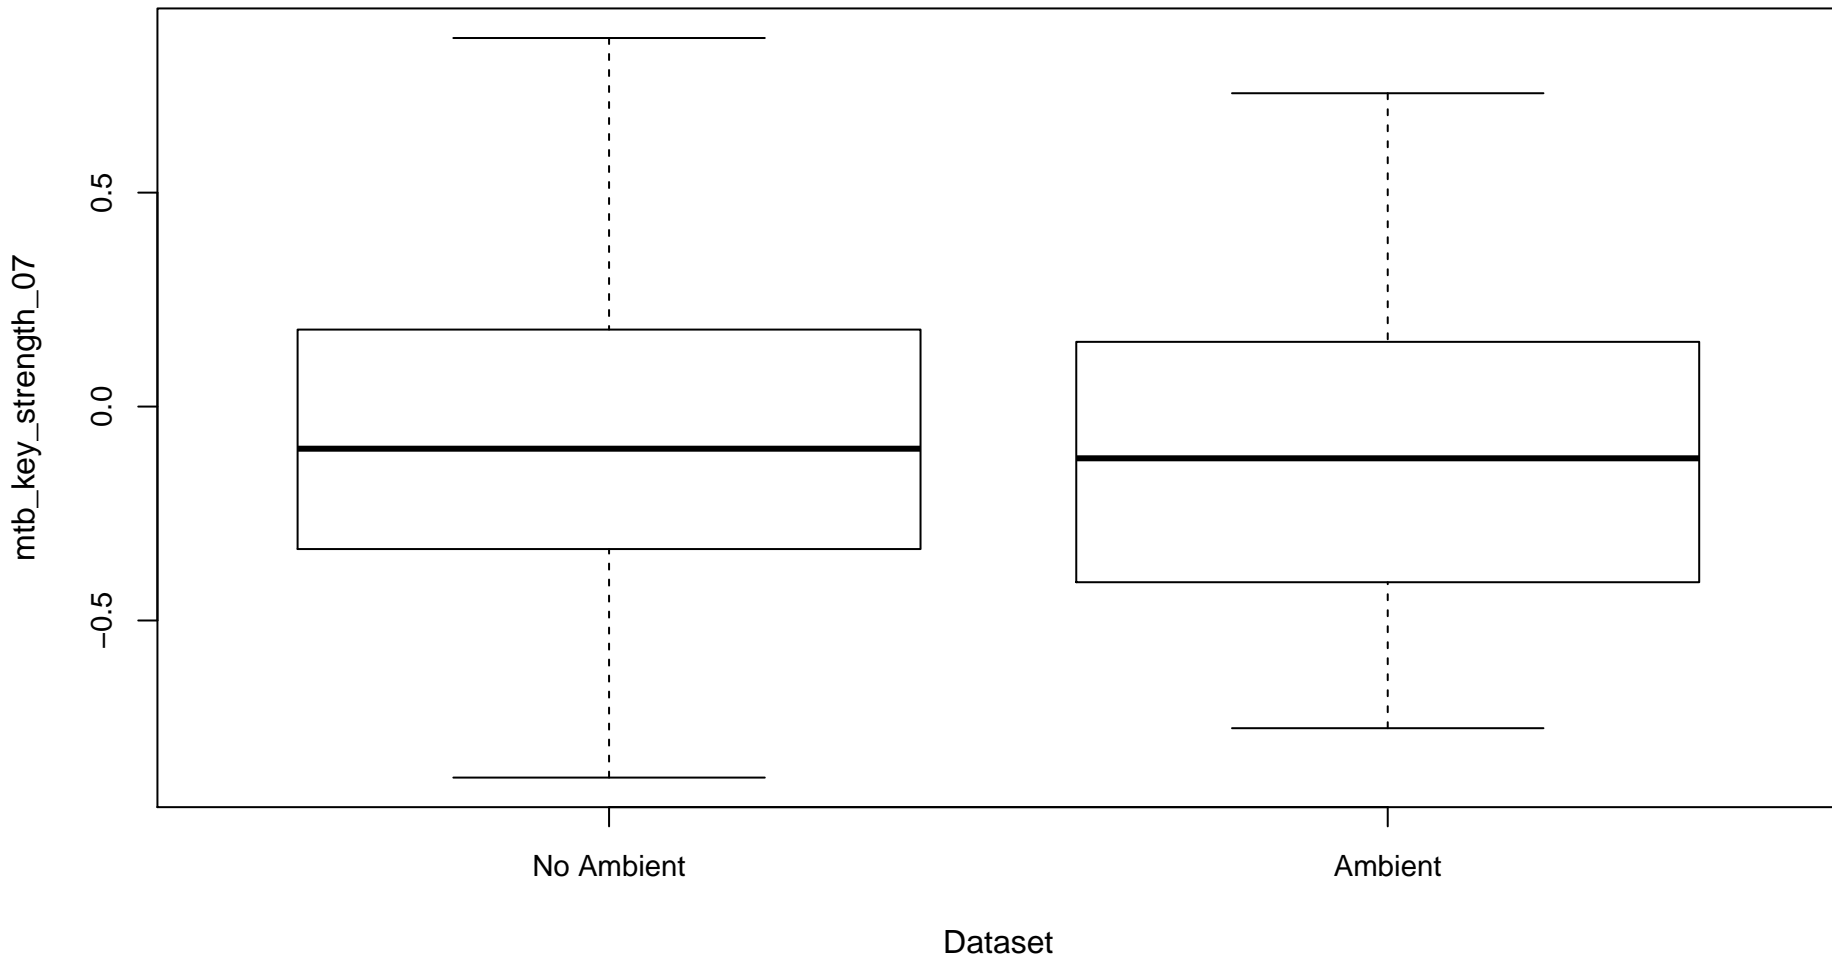 mtb_key_strength_07
0.5
0.0
−0.5
No Ambient
Ambient
Dataset